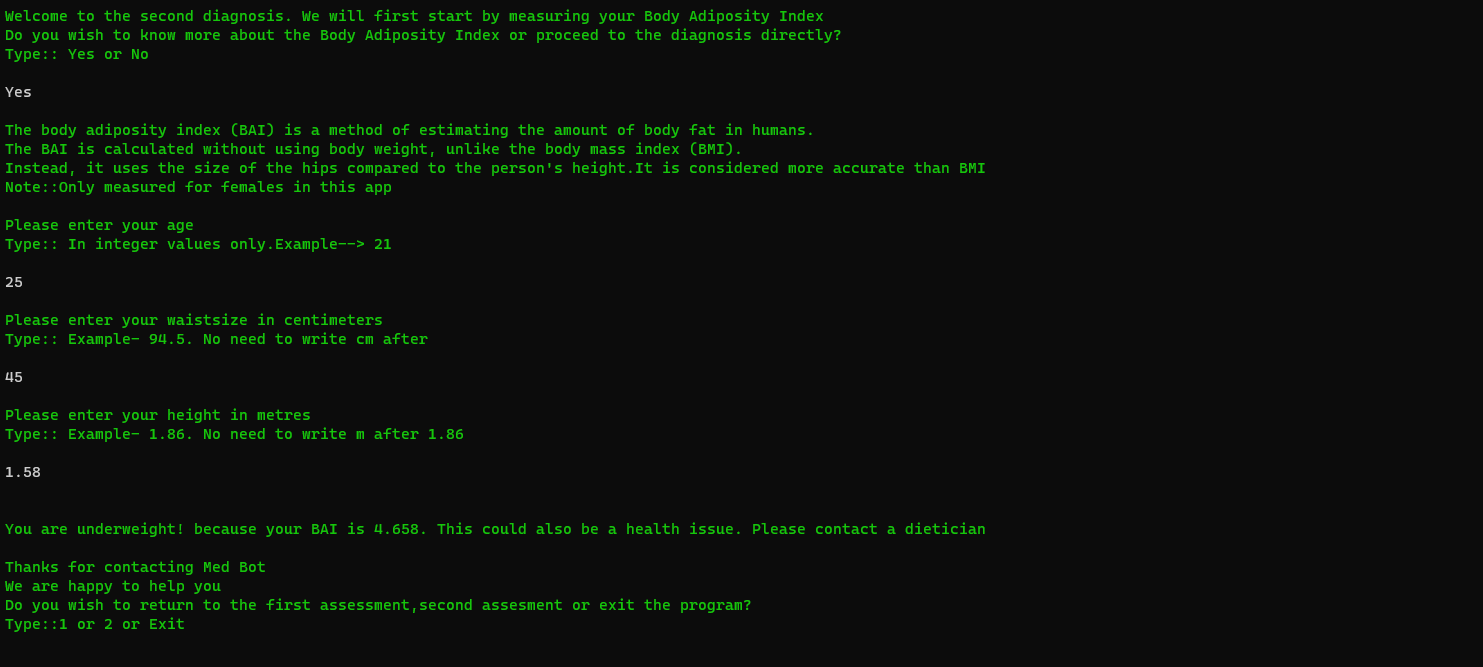 Welcome to the second diagnosis. We will first start by measuring your Body Adiposity Index
Do you wish to know more about the Body Adiposity Index or proceed to the diagnosis directly?
Type:: Yes or No
Yes
The body adiposity index (BAI) is a method of estimating the amount of body fat in humans.
The BAI is calculated without using body weight, unlike the body mass index (BMI).
Instead, it uses the size of the hips compared to the person's height.It is considered more accurate than BMI
Note::Only measured for females in this app
Please enter your age
Type:: In integer values only.Example--> 21
25
Please enter your waistsize in centimeters
Type:: Example- 94.5. No need to write cm after
45
Please enter your height in metres
Type:: Example- 1.86. No need to write m after 1.86
1.58
You are underweight! because your BAI is 4.658. This could also be a health issue. Please contact a dietician
Thanks for contacting Med Bot
We are happy to help you
Do you wish to return to the first assessment,second assesment or exit the program?
Type::1 or 2 or Exit